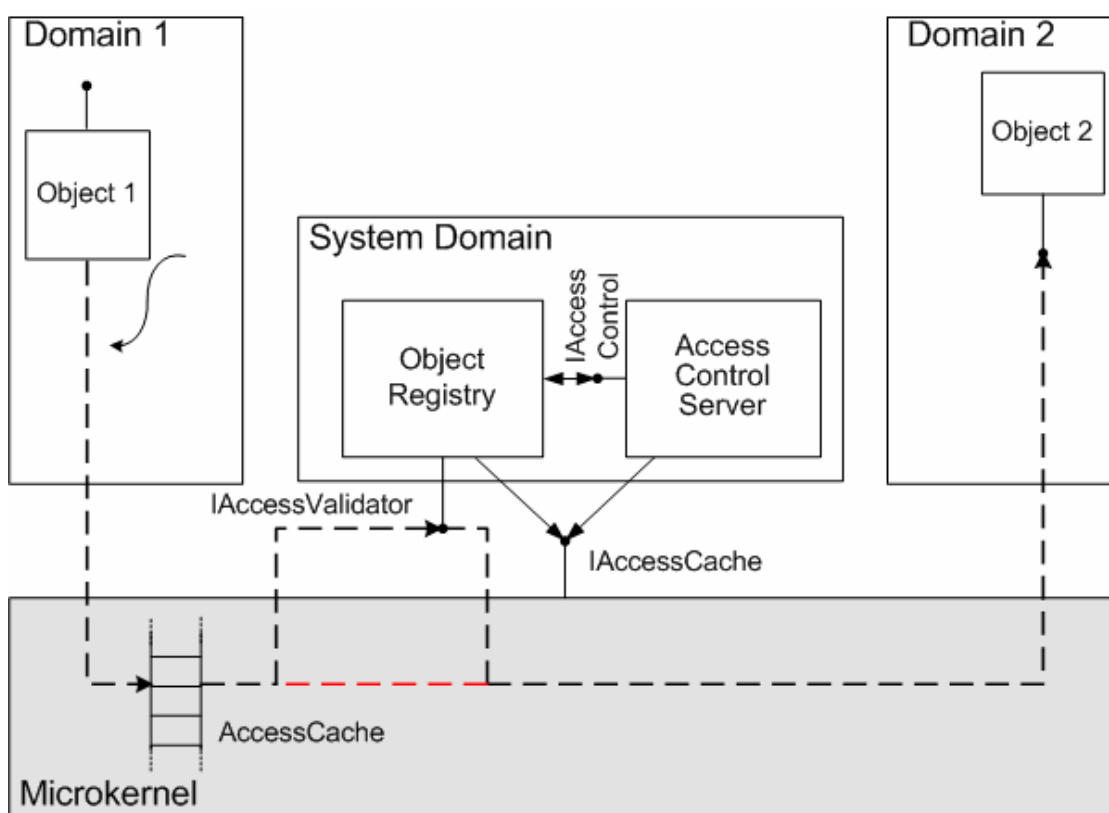 Domain 1
Domain 2
Object 1
Object 2
System Domain
Object
Registry
IAccess
Control
Access
Control
Server
IAccessValidator
IAccessCache
AccessCache
Microkernel